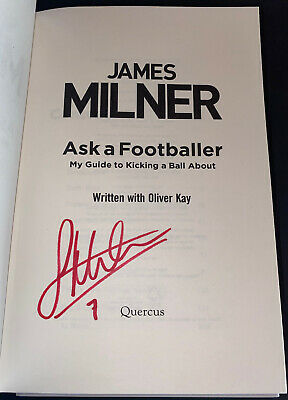 JAMES
MILNER
Ask a Footballer
My Guide to Kicking a Ball About
Written with Oliver Kay
7
Quercus